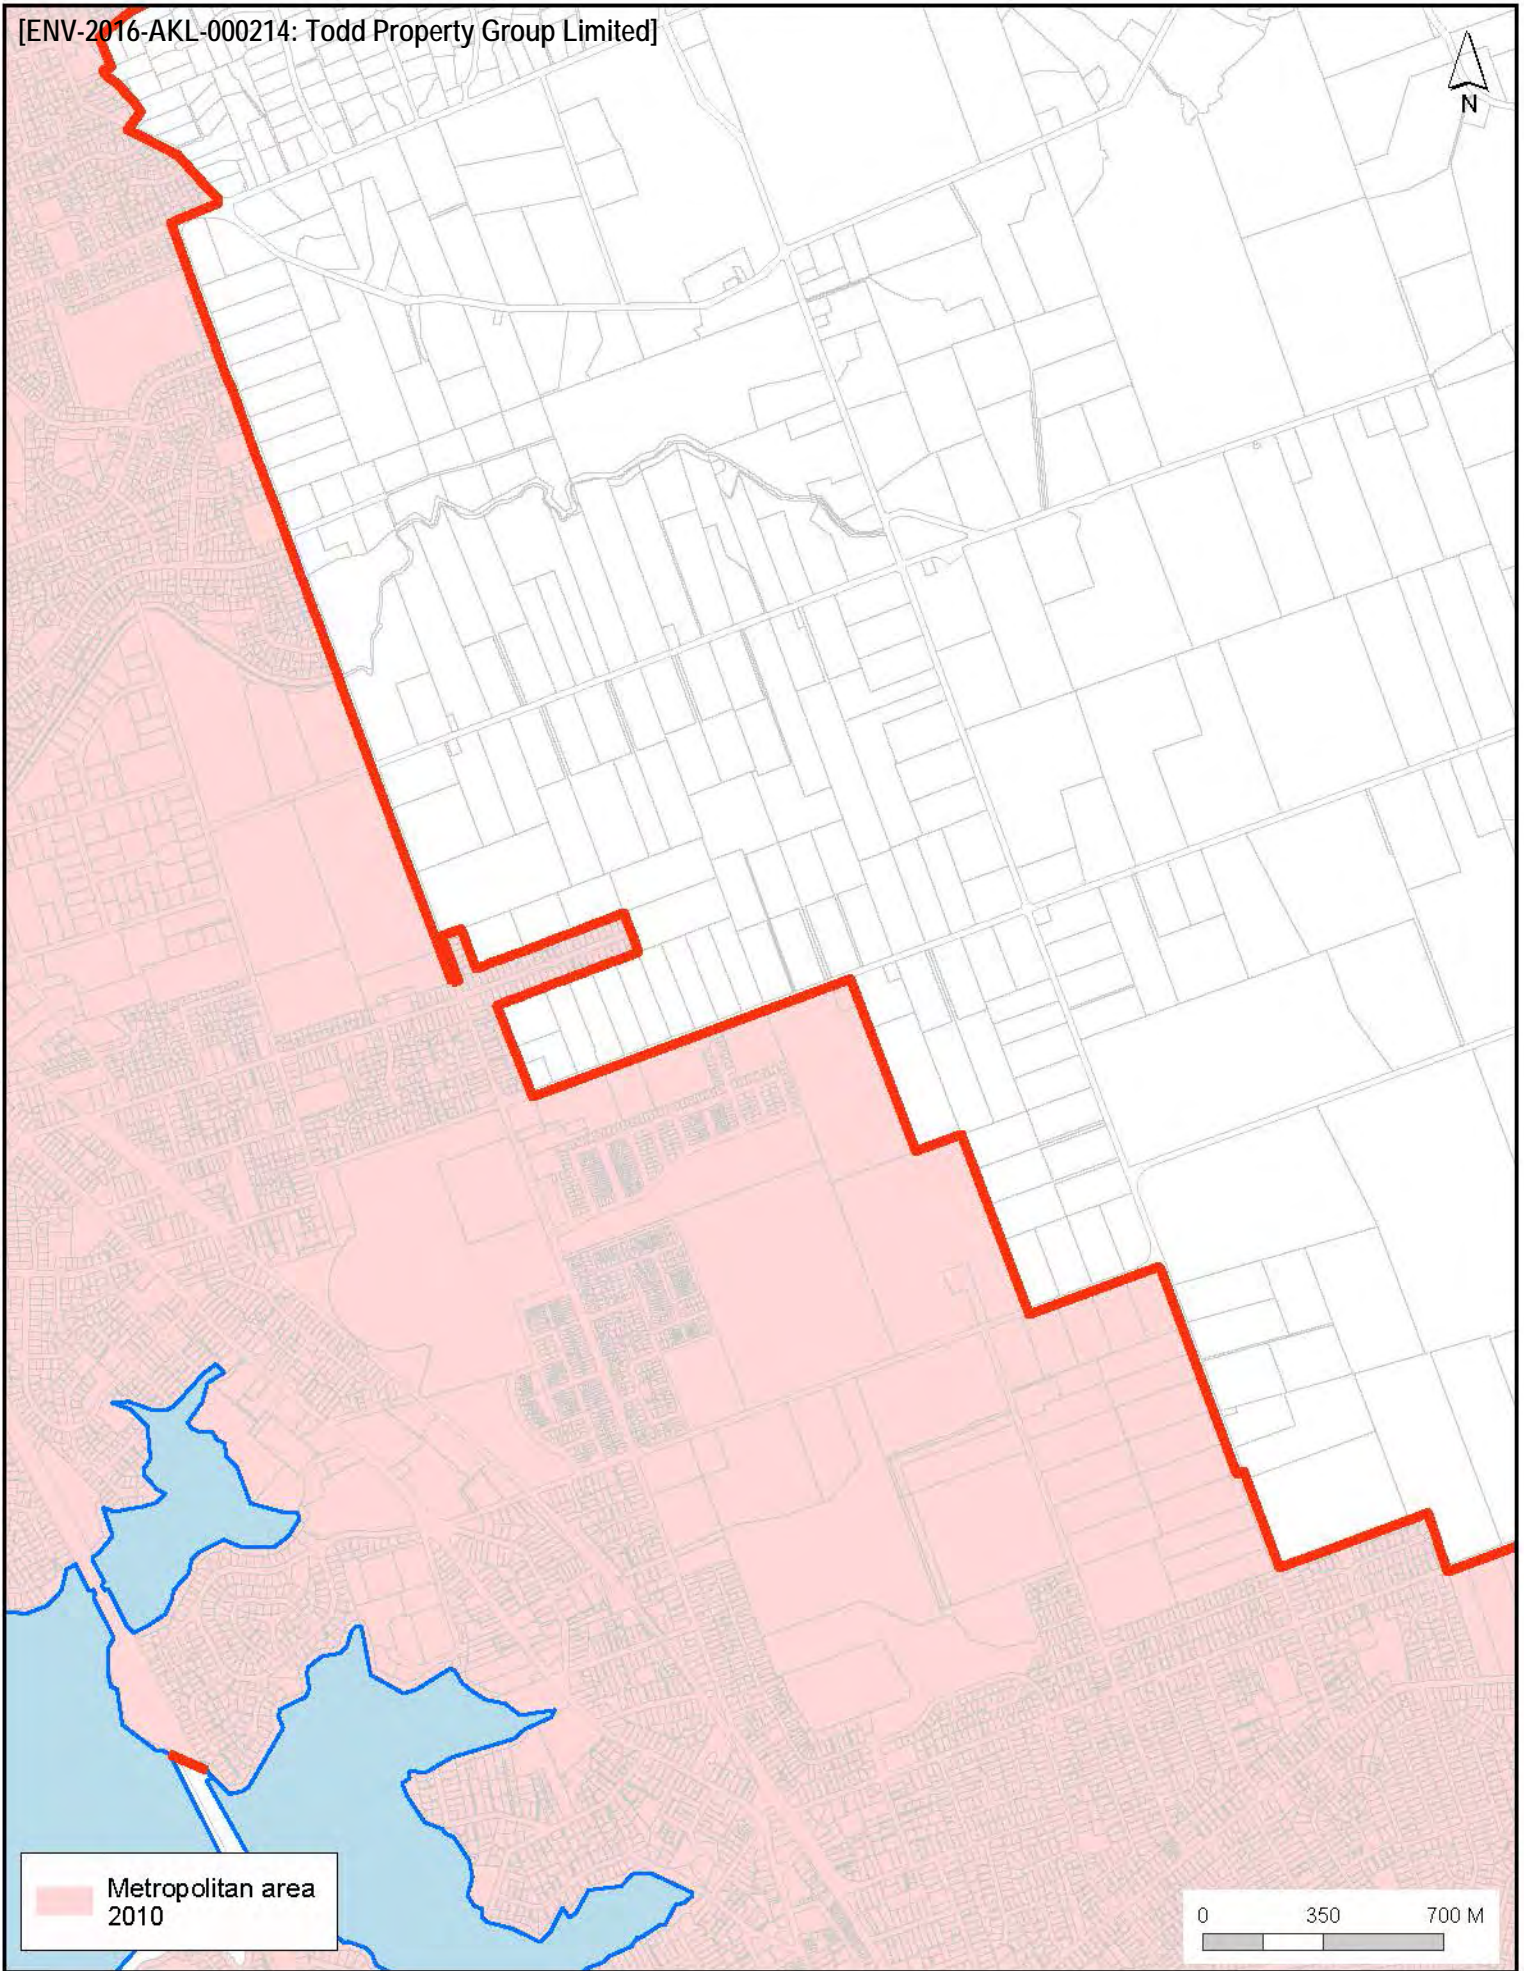 [ENV-2016-AKL-000214: Todd Property Group Limited]
N
Metropolitan area
2010
0 350 700 M